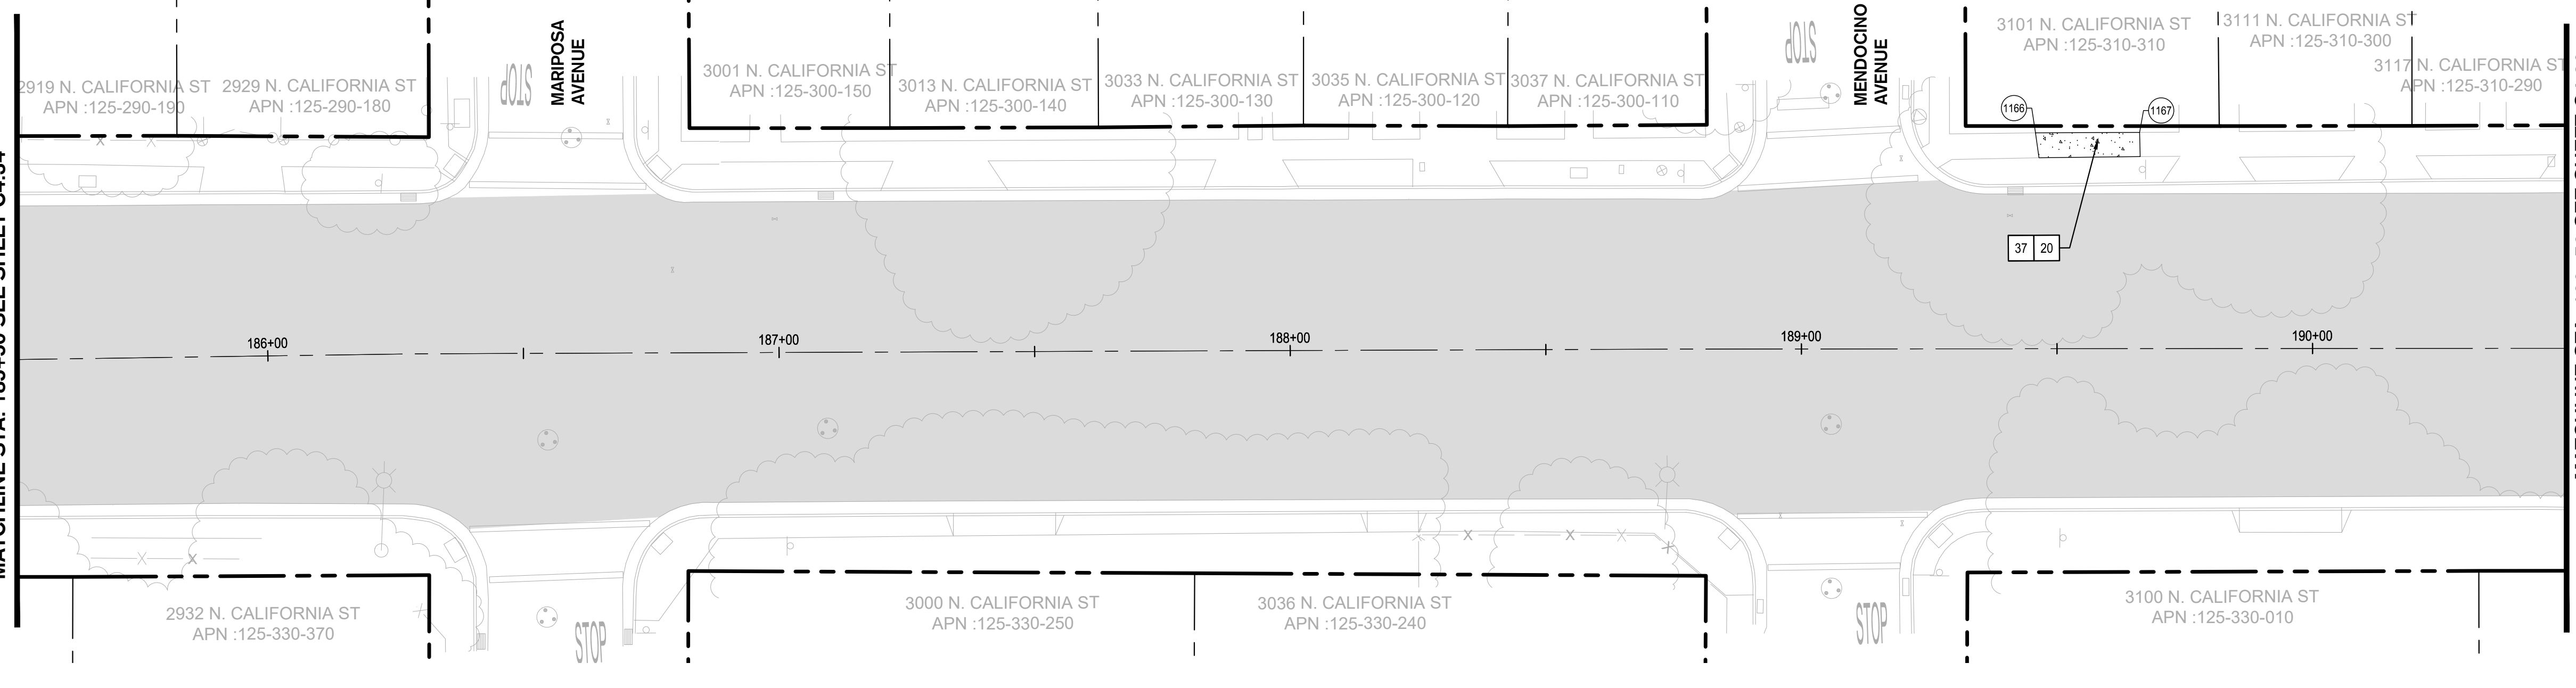 MARIPOSA
AVENUE
MENDOCINO
AVENUE
STOP
STOP
2919 N. CALIFORNIA ST
APN :125-290-190
2929 N. CALIFORNIA ST
APN :125-290-180
3001 N. CALIFORNIA ST
APN :125-300-150
3013 N. CALIFORNIA ST
APN :125-300-140
3033 N. CALIFORNIA ST
APN :125-300-130
3035 N. CALIFORNIA ST
APN :125-300-120
3037 N. CALIFORNIA ST
APN :125-300-110
3101 N. CALIFORNIA ST
APN :125-310-310
3111 N. CALIFORNIA ST
APN :125-310-300
3117 N. CALIFORNIA ST
APN :125-310-290
1166
1167
37 20
186+00
187+00
188+00
189+00
190+00
2932 N. CALIFORNIA ST
APN :125-330-370
3000 N. CALIFORNIA ST
APN :125-330-250
3036 N. CALIFORNIA ST
APN :125-330-240
3100 N. CALIFORNIA ST
APN :125-330-010
STOP
STOP